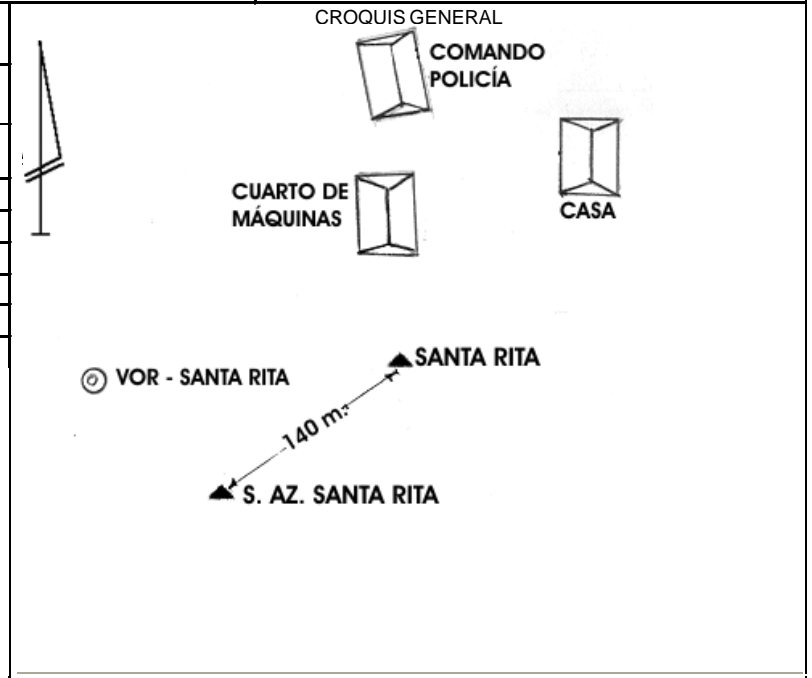 CROQUIS GENERAL
COMANDO
POLICÍA
CUARTO DE
MÁQUINAS
CASA
SANTA RITA
VOR - SANTA RITA
140 m.
S. AZ. SANTA RITA